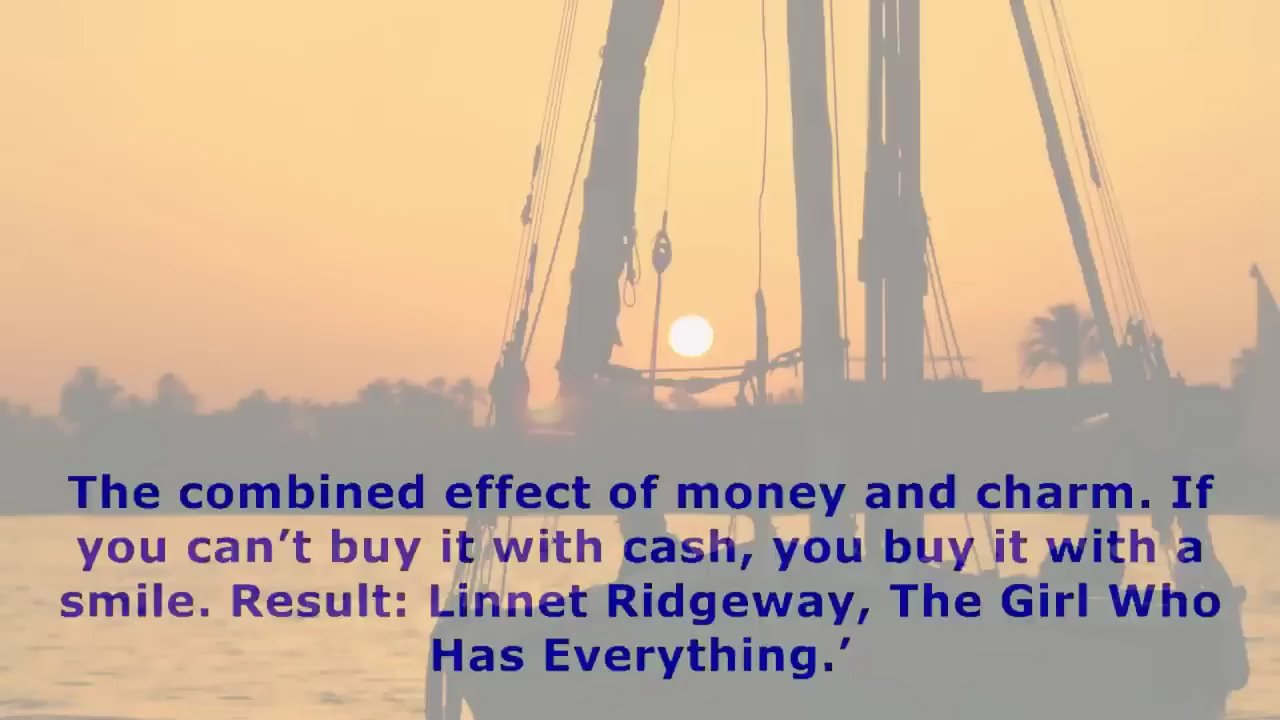 The combined effect of money and charm. If
you can’t buy it with cash, you buy it with a
smile. Result: Linnet Ridgeway, The Girl Who
Has Everything.’